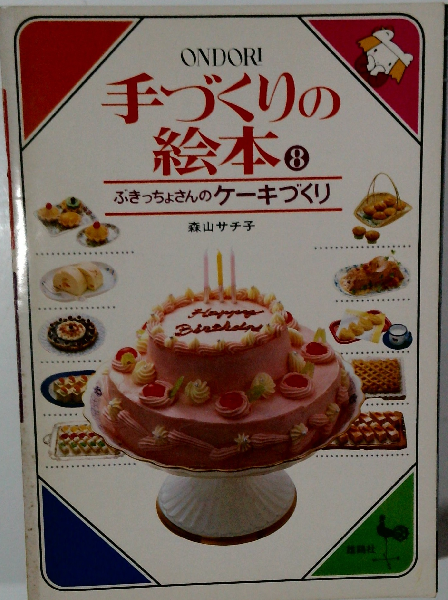 ONDORI
手づくりの
絵本8
ぶきっちょさんのケーキづくり
森山サチ子
Happy
Birthday
雄鶏社